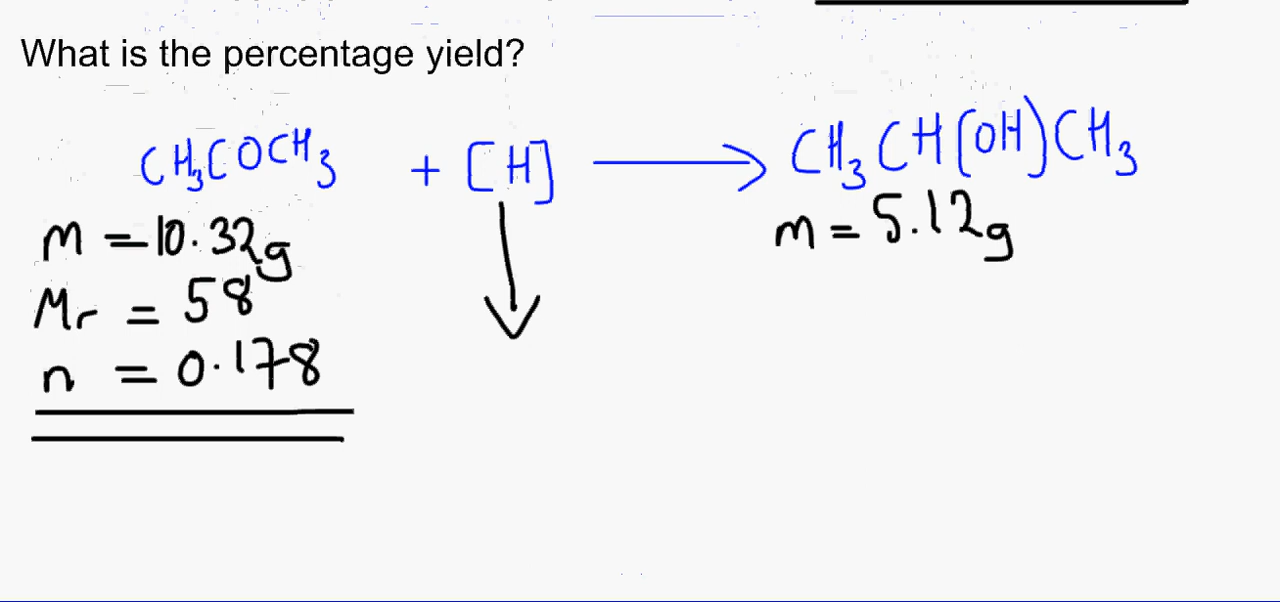 What is the percentage yield?
CH₃COCH₃ + [H] ⟶ CH₃CH(OH)CH₃
m = 10.32g
m = 5.12g
Mr = 58
n = 0.178